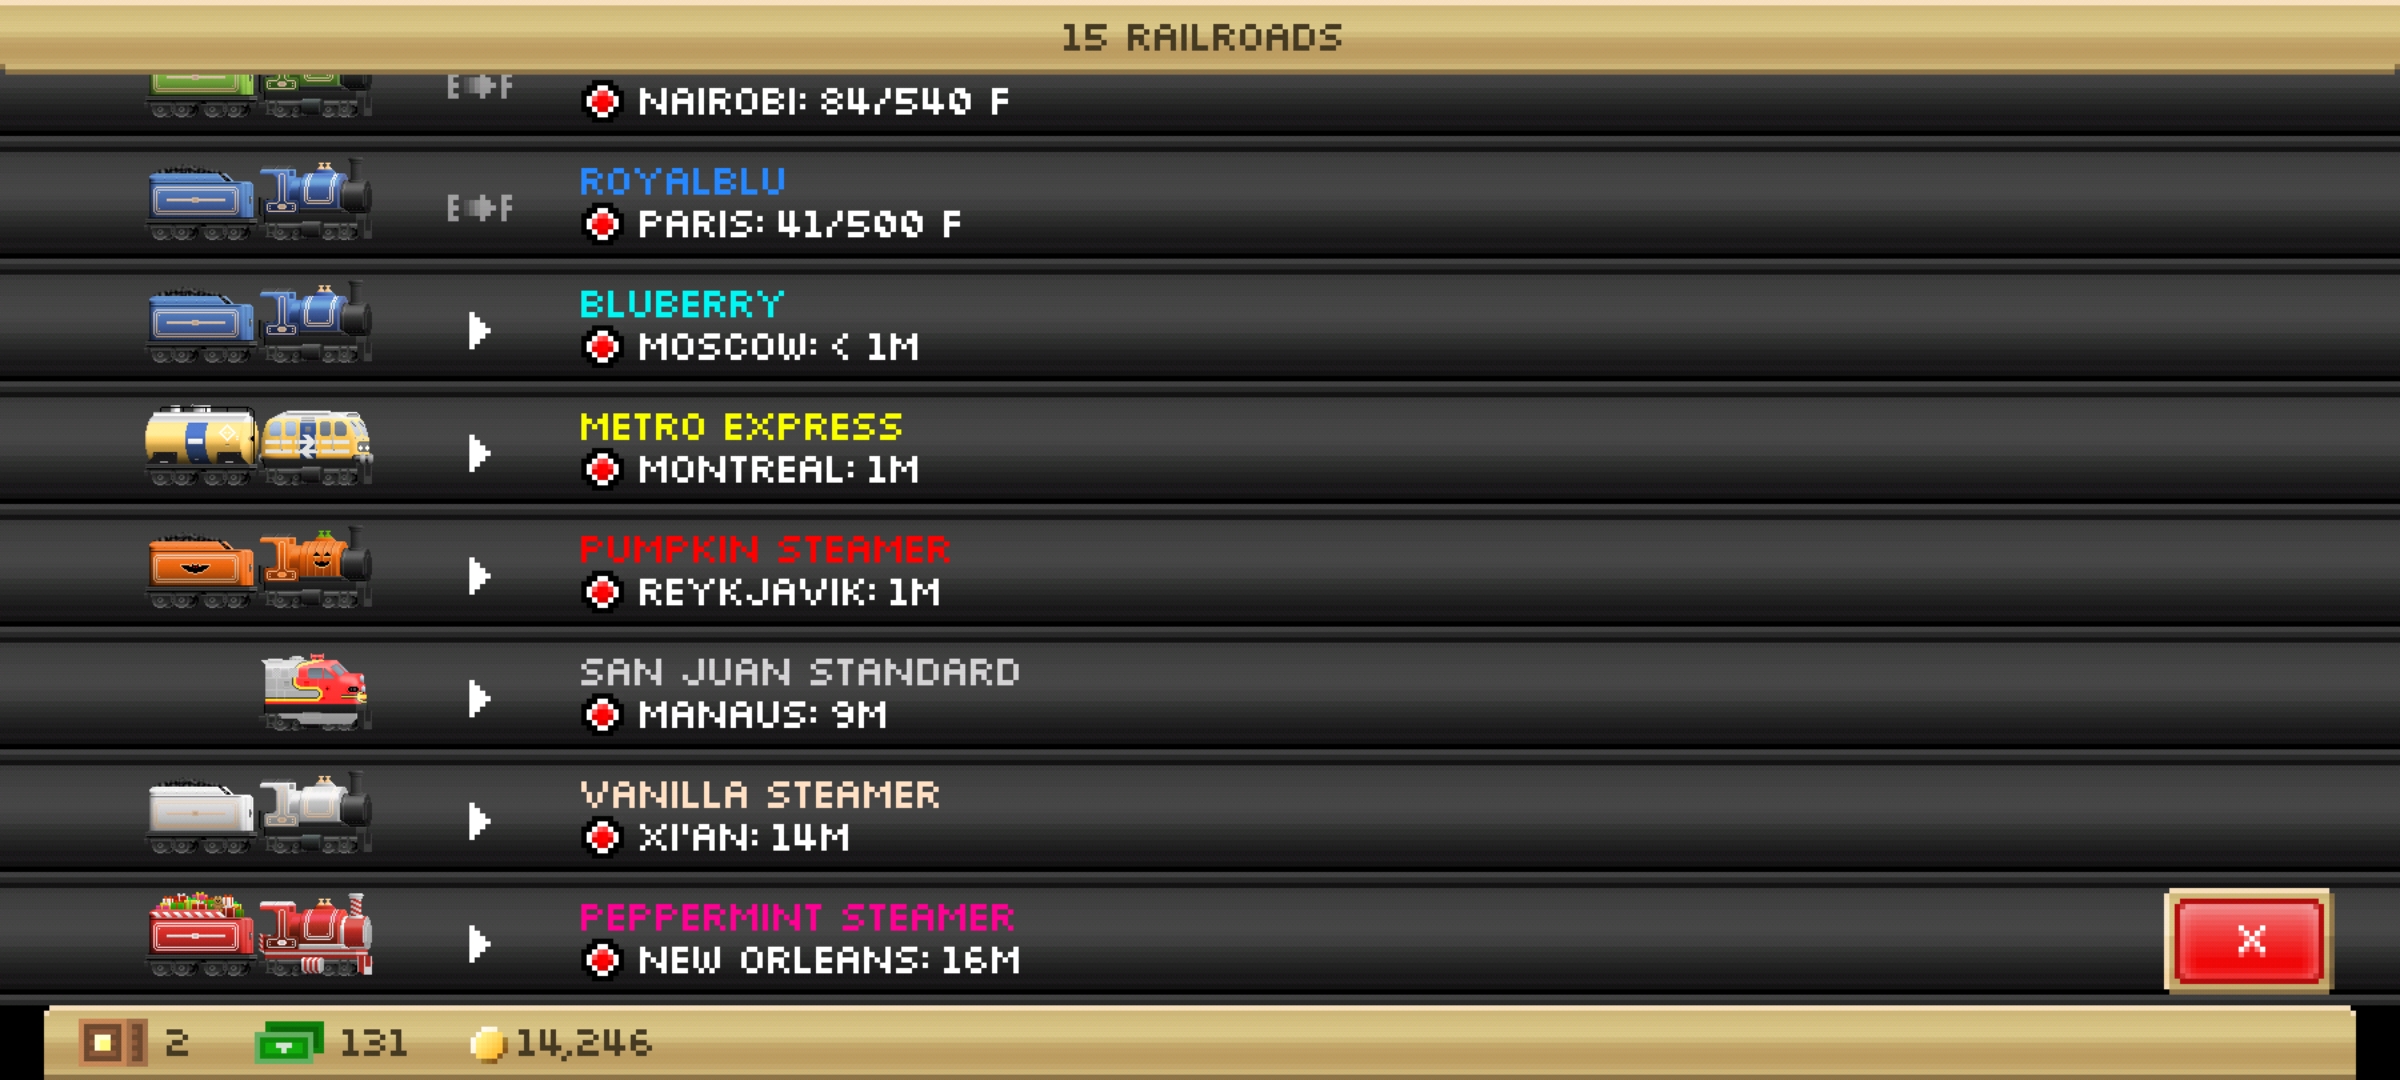 15 RAILROADS
E F
NAIROBI: 84/540 F
ROYALBLU
E F
PARIS: 41/500 F
BLUBERRY
MOSCOW: < 1M
METRO EXPRESS
MONTREAL: 1M
PUMPKIN STEAMER
REYKJAVIK: 1M
SAN JUAN STANDARD
MANAUS: 9M
VANILLA STEAMER
XI'AN: 14M
PEPPERMINT STEAMER
NEW ORLEANS: 16M
X
2 131 14,246